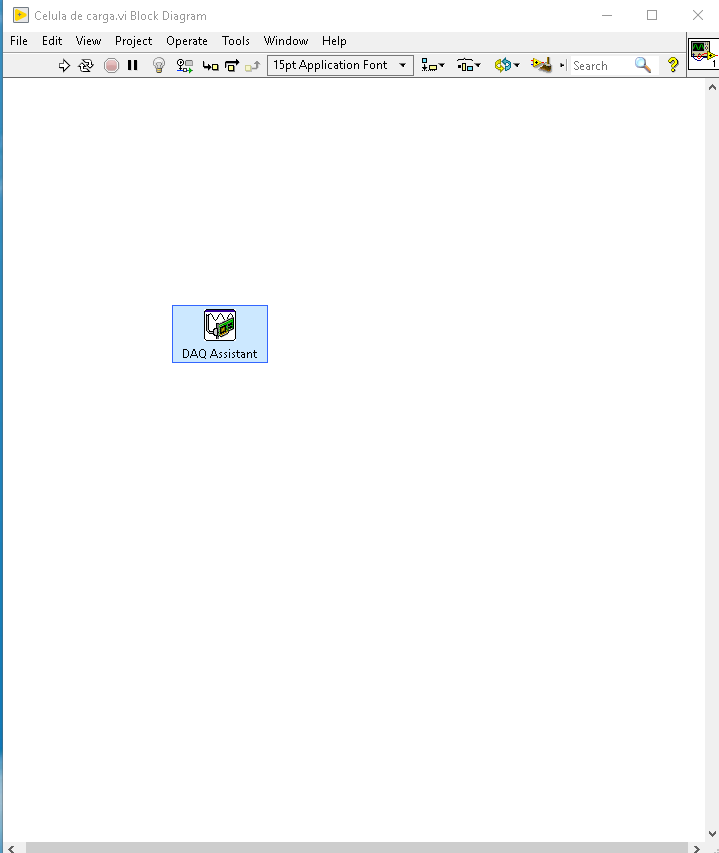 Celula de carga.vi Block Diagram
File Edit View Project Operate Tools Window Help
15pt Application Font Search ? 1
DAQ Assistant